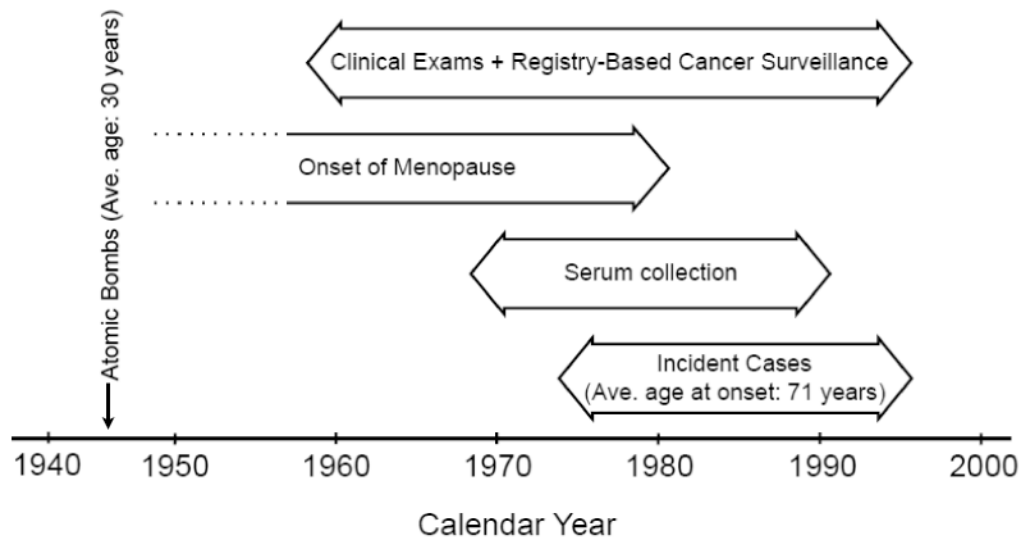 Atomic Bombs (Ave. age: 30 years)
Clinical Exams + Registry-Based Cancer Surveillance
Onset of Menopause
Serum collection
Incident Cases
(Ave. age at onset: 71 years)
1940 1950 1960 1970 1980 1990 2000
Calendar Year